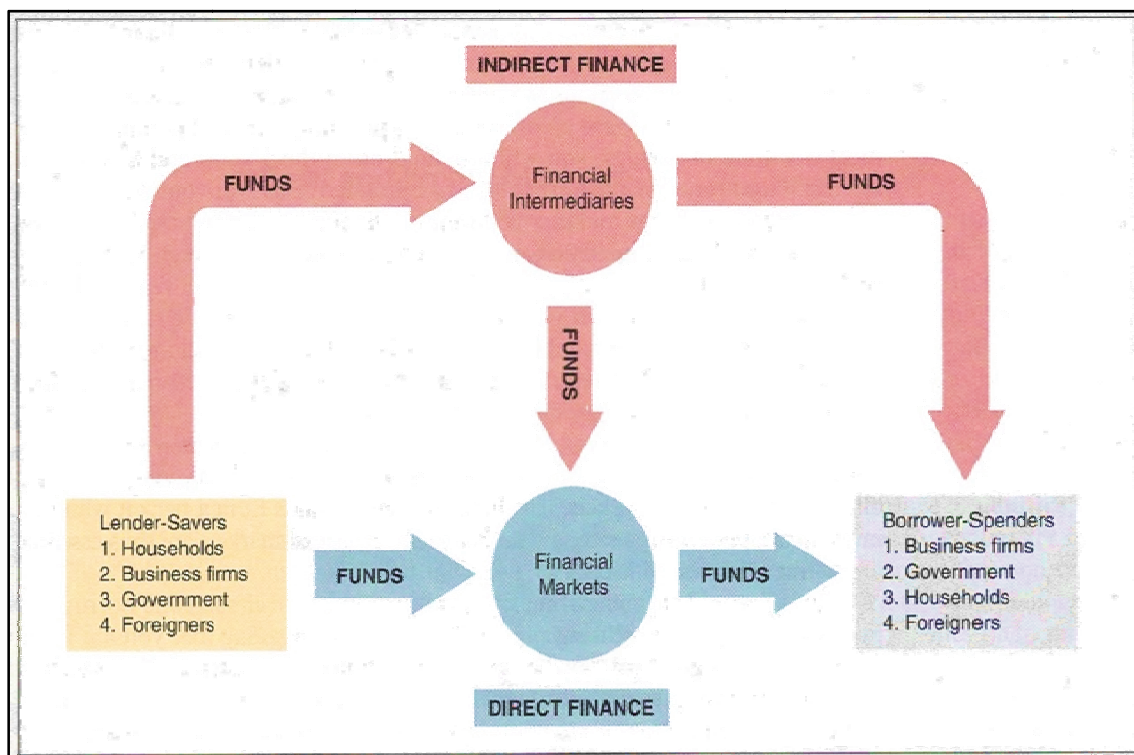 INDIRECT FINANCE
Financial
Intermediaries
FUNDS
FUNDS
FUNDS
Lender-Savers
1. Households
2. Business firms
3. Government
4. Foreigners
FUNDS
Financial
Markets
FUNDS
Borrower-Spenders
1. Business firms
2. Government
3. Households
4. Foreigners
DIRECT FINANCE